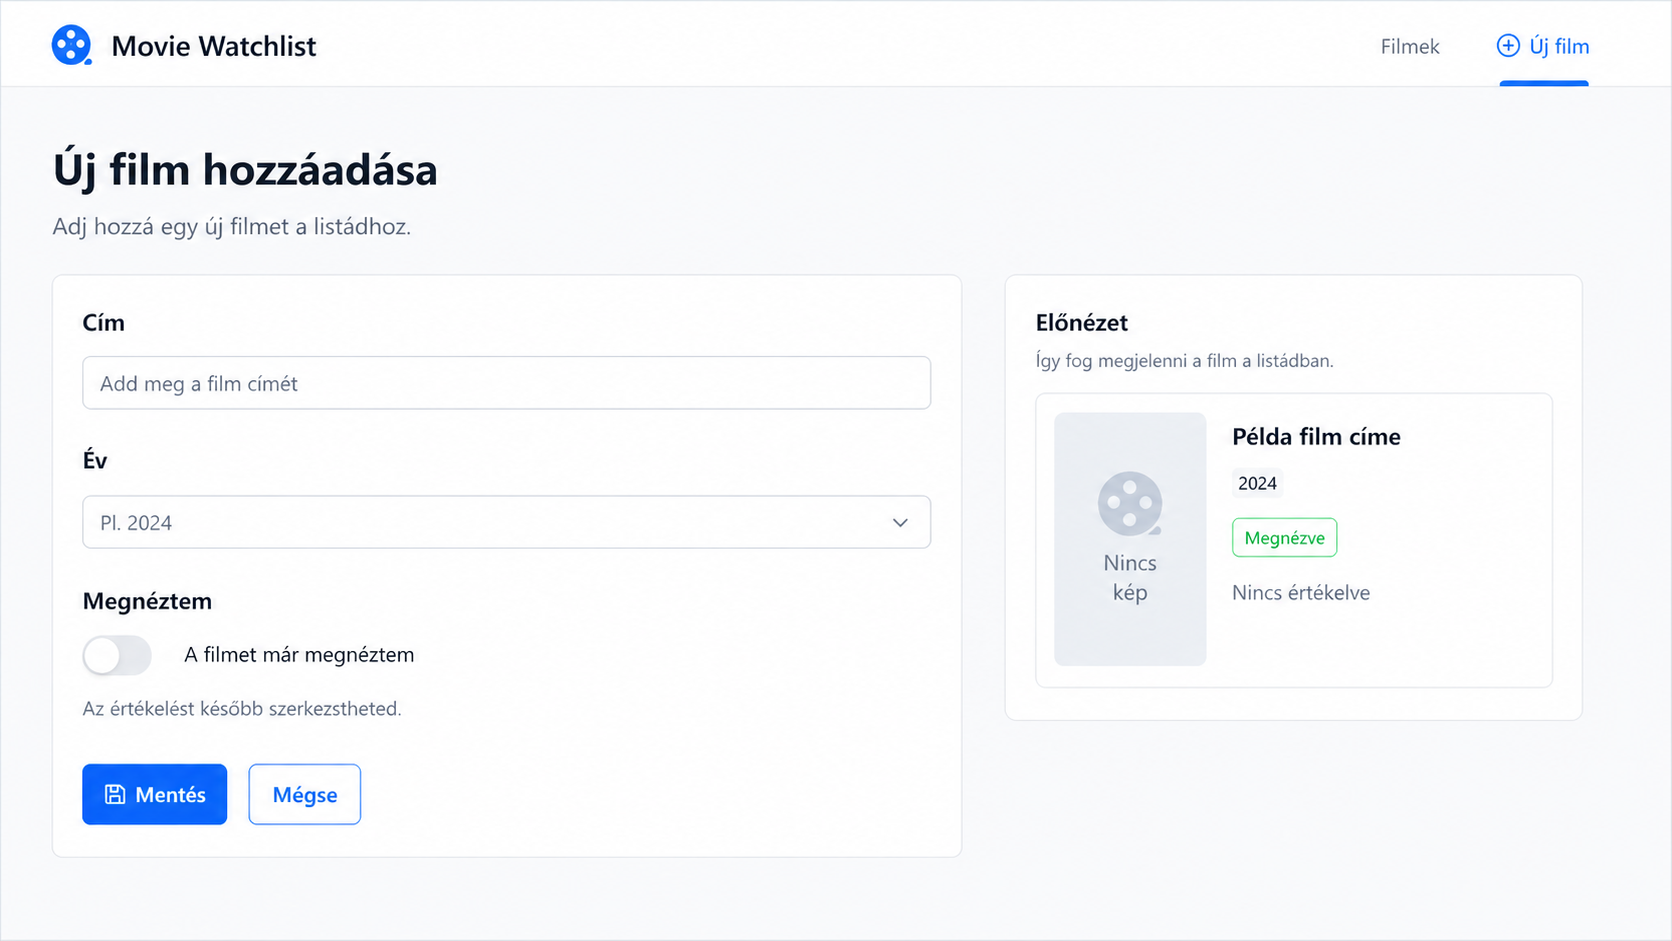 Movie Watchlist
Filmek
Új film
Új film hozzáadása
Adj hozzá egy új filmet a listádhoz.
Cím
Add meg a film címét
Év
Pl. 2024
Megnéztem
A filmet már megnéztem
Az értékelést később szerkezstheted.
Mentés
Mégse
Előnézet
Így fog megjelenni a film a listádban.
Nincs
kép
Példa film címe
2024
Megnézve
Nincs értékelve